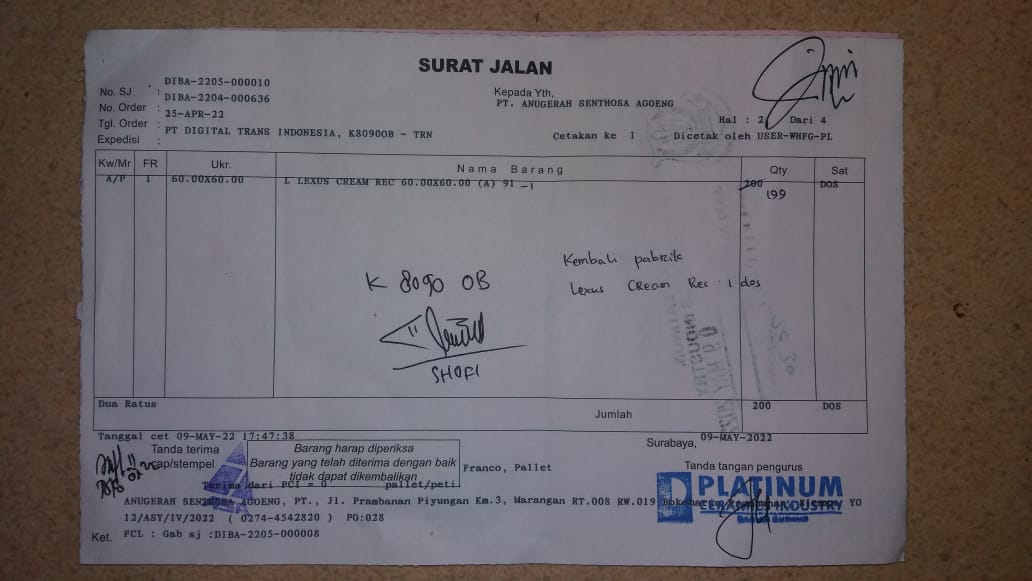 SURAT JALAN
No. SJ : DIBA-2205-000010
No. Order : DIBA-2204-000636
Tgl. Order : 25-APR-22
Expedisi : PT DIGITAL TRANS INDONESIA, K8090OB - TRN
Kepada Yth,
PT. ANUGERAH SENTHOSA AGOENG
Hal : 2 Dari 4
Cetakan ke 1 Dicetak oleh USER-WHFG-PL
Kw/Mr FR Ukr. Nama Barang Qty Sat
A/P 1 60.00X60.00 L LEXUS CREAM REC 60.00X60.00 (A) 91 -1 200 DOS
199
Kembali pabrik
K 8090 OB
Lexus CReam Rec : 1 dos
SHOFI
Dua Ratus
Jumlah 200 DOS
Tanggal cet 09-MAY-22 17:47:38
Surabaya, 09-MAY-2022
Tanda terima
cap/stempel
Barang harap diperiksa
Barang yang telah diterima dengan baik
tidak dapat dikembalikan
Franco, Pallet
Tanda tangan pengurus
Terima dari PCI = 0 pallet/peti
PLATINUM
CERAMICS INDUSTRY
ANUGERAH SENTHOSA AGOENG, PT., Jl. Prambanan Piyungan Km.3, Marangan RT.008 RW.019 YO
12/ASY/IV/2022 ( 0274-4542820 ) PO:028
Ket. FCL : Gab sj :DIBA-2205-000008